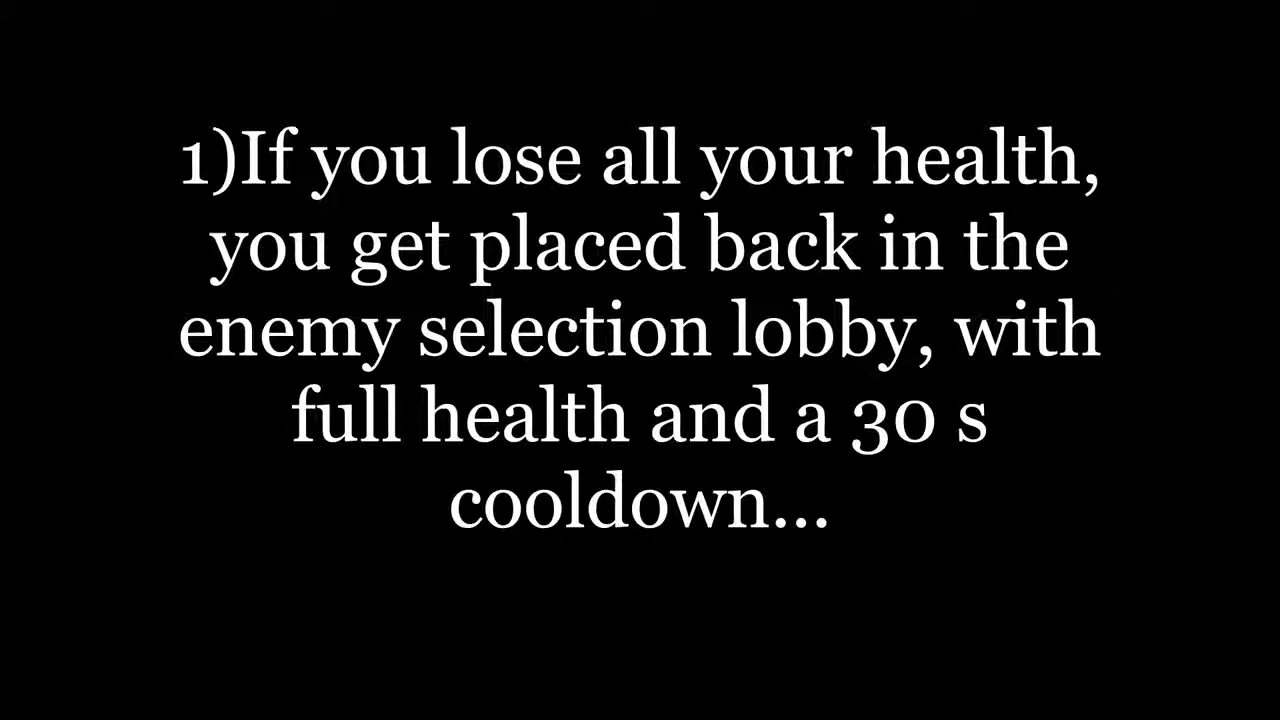 1)If you lose all your health,
you get placed back in the
enemy selection lobby, with
full health and a 30 s
cooldown...